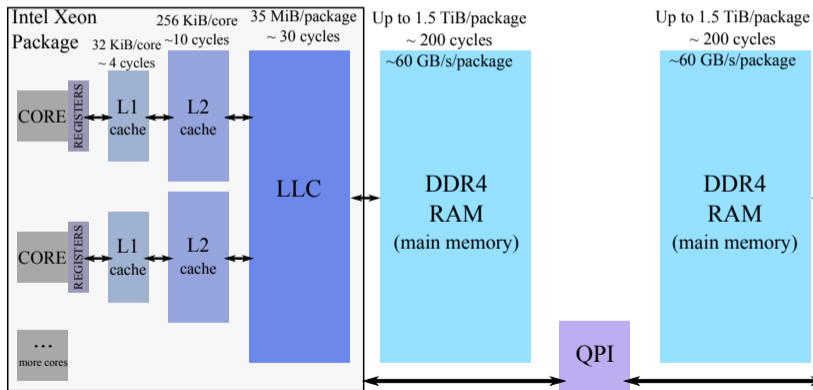 Intel Xeon
Package
32 KiB/core
~ 4 cycles
256 KiB/core
~10 cycles
35 MiB/package
~ 30 cycles
Up to 1.5 TiB/package
~ 200 cycles
~60 GB/s/package
Up to 1.5 TiB/package
~ 200 cycles
~60 GB/s/package
CORE
REGISTERS
L1
cache
L2
cache
LLC
DDR4
RAM
(main memory)
DDR4
RAM
(main memory)
CORE
REGISTERS
L1
cache
L2
cache
...
more cores
QPI